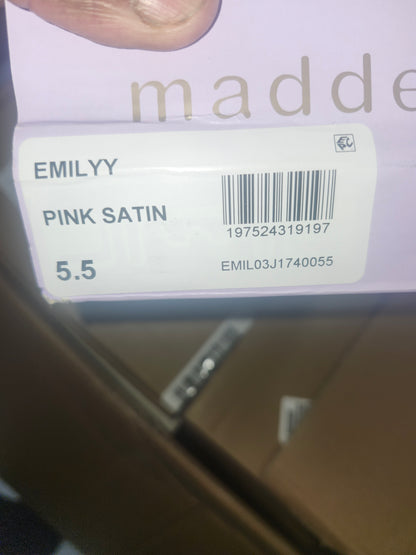 madde
EMILYY
PINK SATIN
197524319197
5.5
EMIL03J1740055